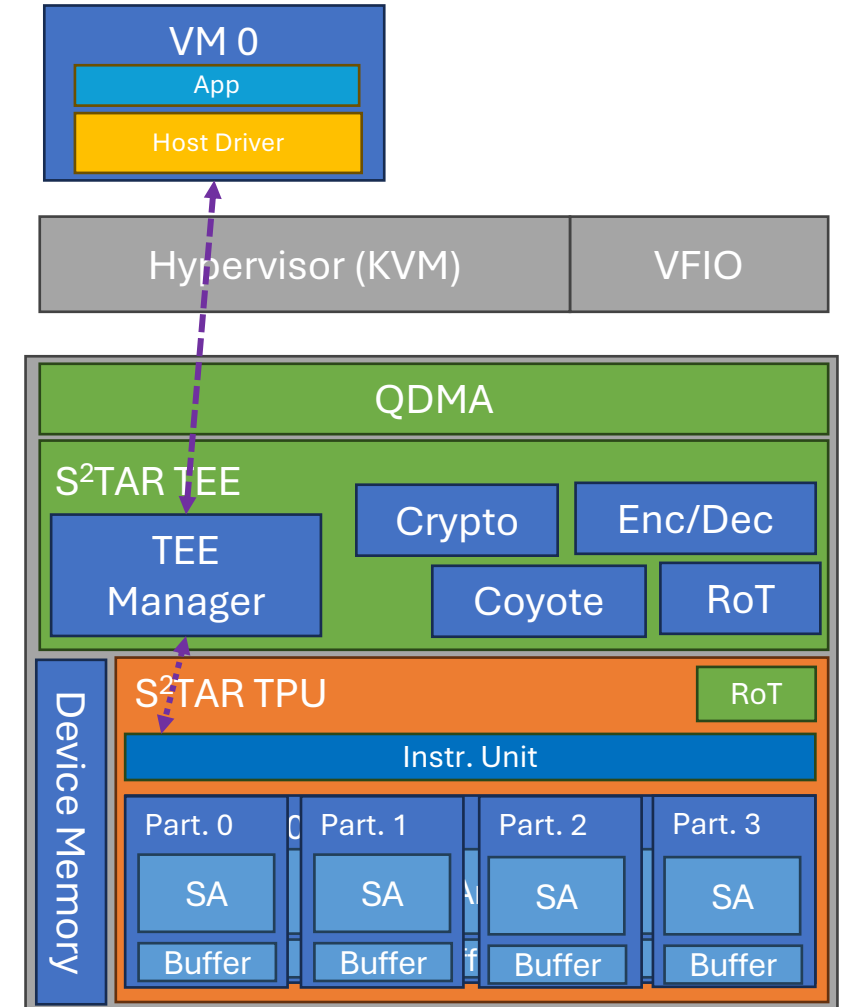 VM 0
App
Host Driver
Hypervisor (KVM)
VFIO
QDMA
S²TAR TEE
Crypto
Enc/Dec
TEE
Manager
Coyote
RoT
Device Memory
S²TAR TPU
RoT
Instr. Unit
Part. 0
Part. 1
Part. 2
Part. 3
SA
SA
SA
SA
Buffer
Buffer
Buffer
Buffer